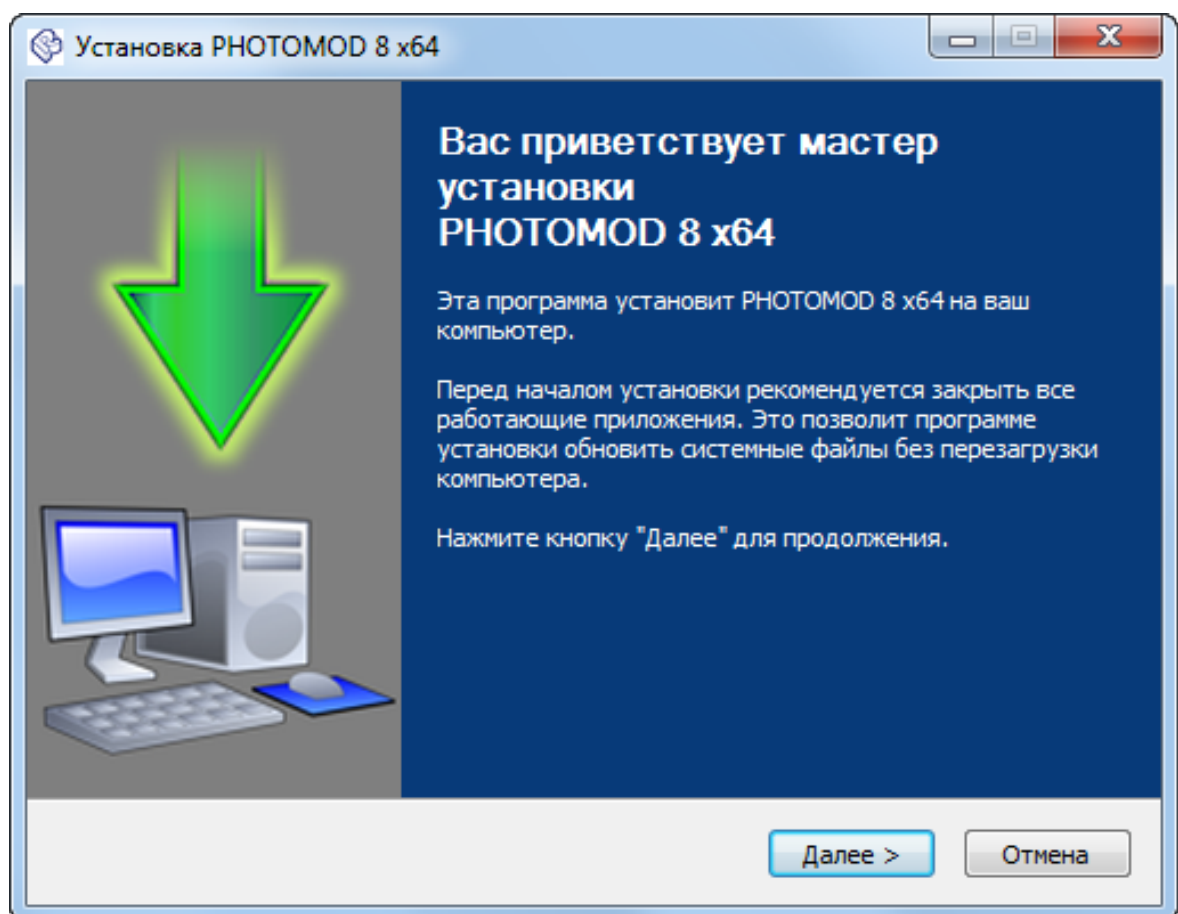 Установка PHOTOMOD 8 x64
Вас приветствует мастер
установки
PHOTOMOD 8 x64
Эта программа установит PHOTOMOD 8 x64 на ваш
компьютер.
Перед началом установки рекомендуется закрыть все
работающие приложения. Это позволит программе
установки обновить системные файлы без перезагрузки
компьютера.
Нажмите кнопку "Далее" для продолжения.
Далее >
Отмена